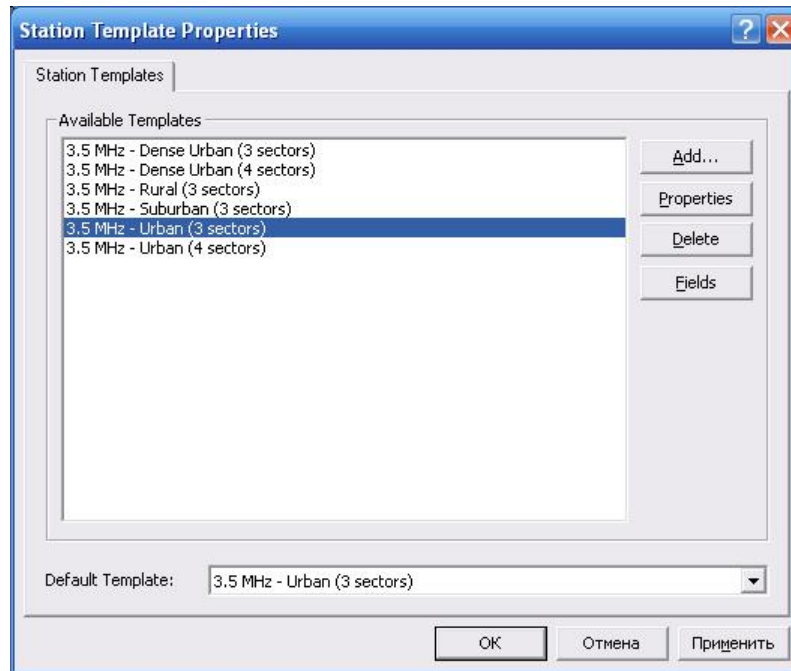 Station Template Properties
Station Templates
Available Templates
3.5 MHz - Dense Urban (3 sectors)
3.5 MHz - Dense Urban (4 sectors)
3.5 MHz - Rural (3 sectors)
3.5 MHz - Suburban (3 sectors)
3.5 MHz - Urban (3 sectors)
3.5 MHz - Urban (4 sectors)
Add...
Properties
Delete
Fields
Default Template: 3.5 MHz - Urban (3 sectors)
OK Отмена Применить